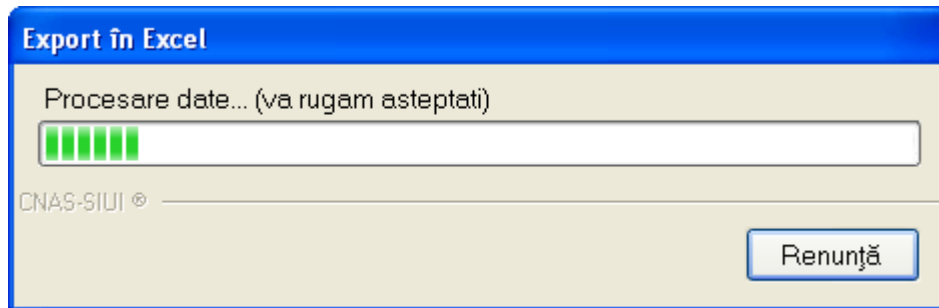 Export în Excel
Procesare date... (va rugam asteptati)
CNAS-SIUI ®
Renunţă